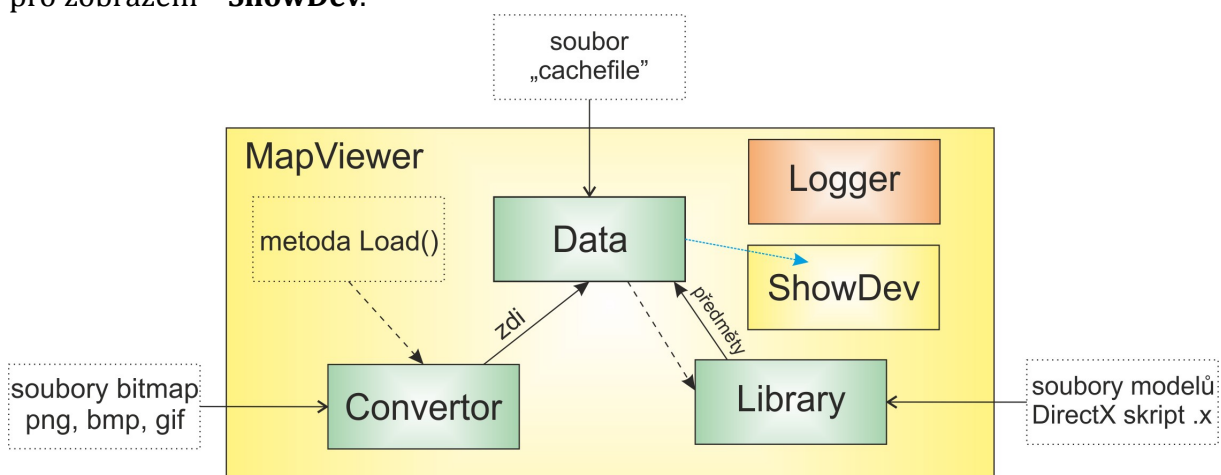 pro zobrazení – ShowDev.
soubor
„cachefile”
MapViewer
Logger
metoda Load()
Data
ShowDev
zdi
předměty
soubory bitmap
png, bmp, gif
Convertor
Library
soubory modelů
DirectX skript .x